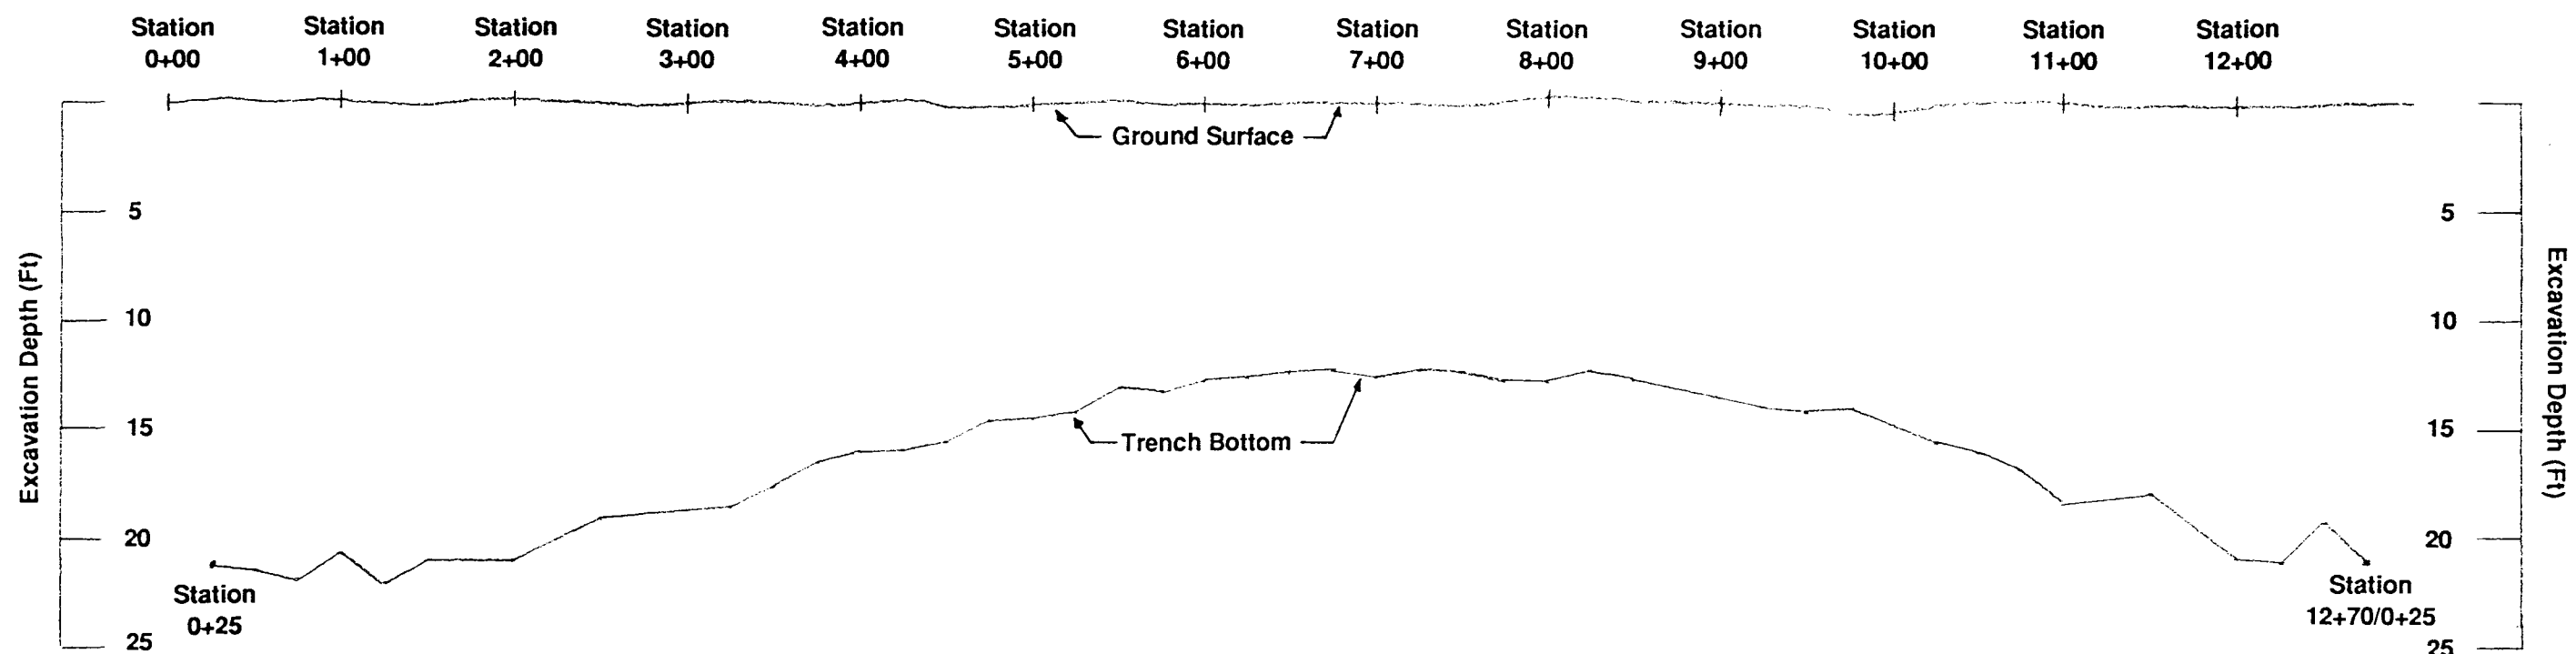 Station Station Station Station Station Station Station Station Station Station Station Station Station
0+00 1+00 2+00 3+00 4+00 5+00 6+00 7+00 8+00 9+00 10+00 11+00 12+00
Ground Surface
5 5
10 10
Excavation Depth (Ft) Excavation Depth (Ft)
15 15
Trench Bottom
20 20
Station Station
0+25 12+70/0+25
25 25